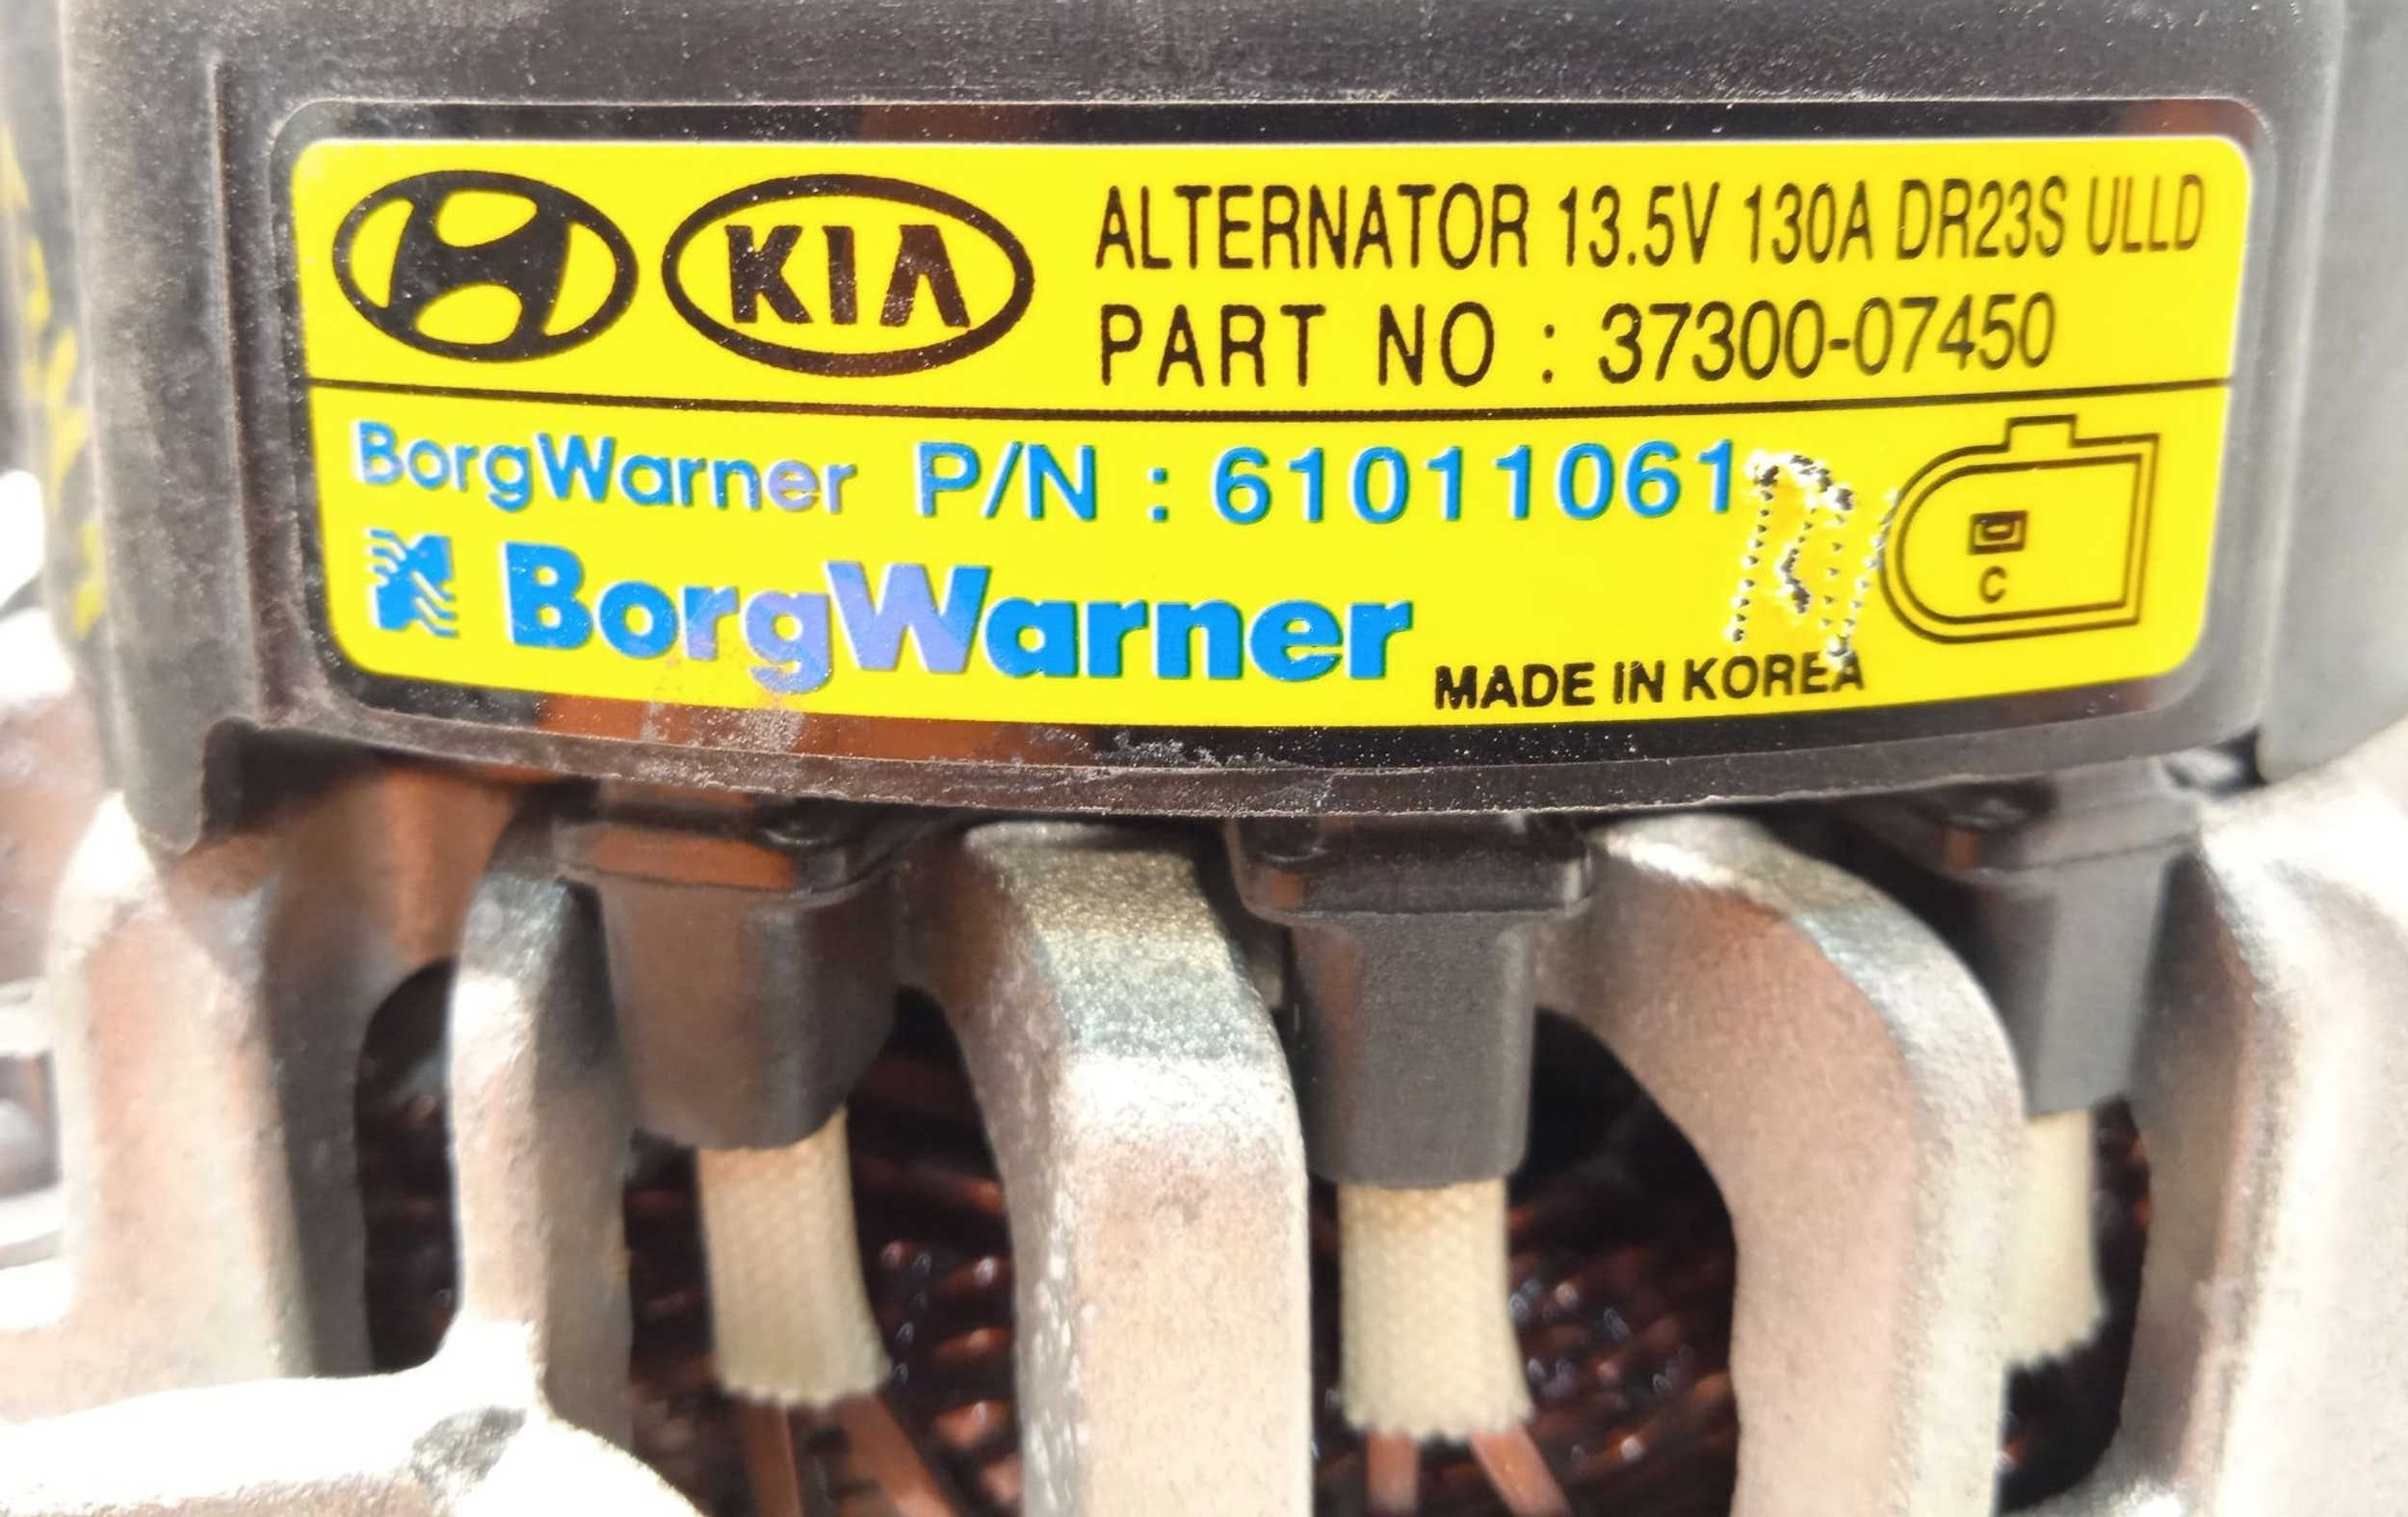 KIA
ALTERNATOR 13.5V 130A DR23S ULLD
PART NO : 37300-07450
BorgWarner P/N : 61011061
BorgWarner
MADE IN KOREA
C